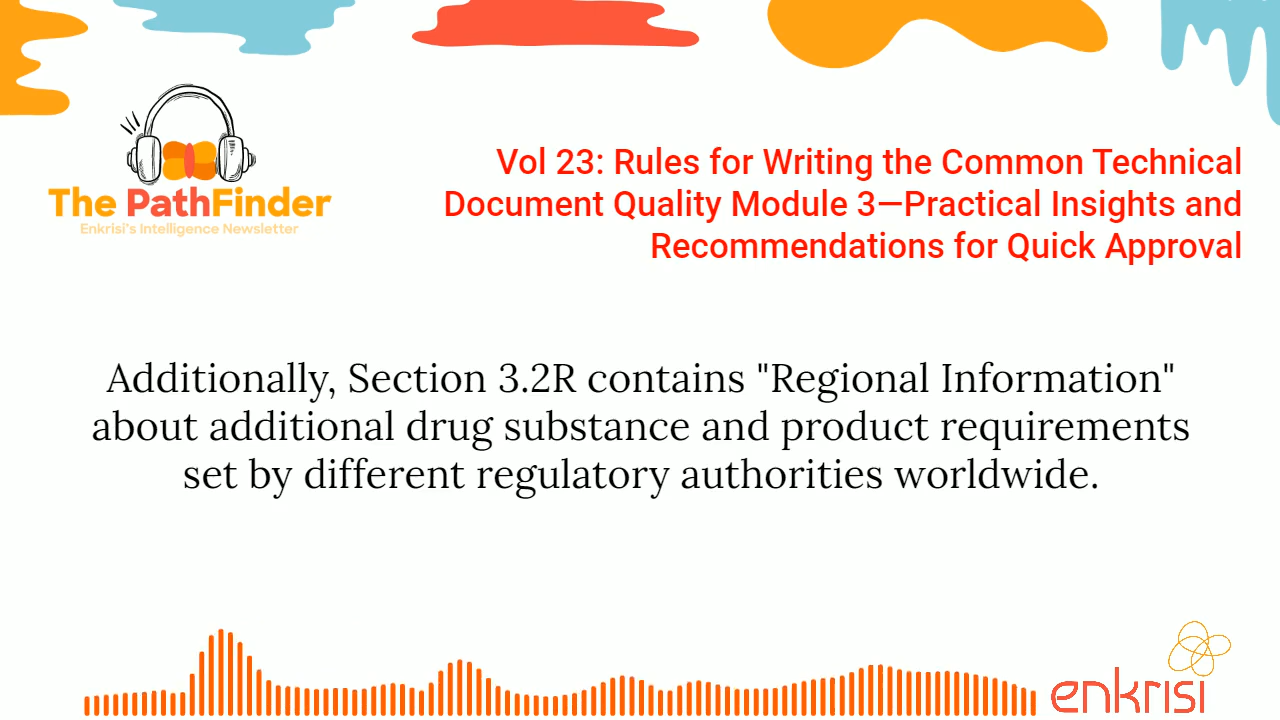 The PathFinder
Enkrisi's Intelligence Newsletter
Vol 23: Rules for Writing the Common Technical
Document Quality Module 3—Practical Insights and
Recommendations for Quick Approval
Additionally, Section 3.2R contains "Regional Information"
about additional drug substance and product requirements
set by different regulatory authorities worldwide.
enkrisi